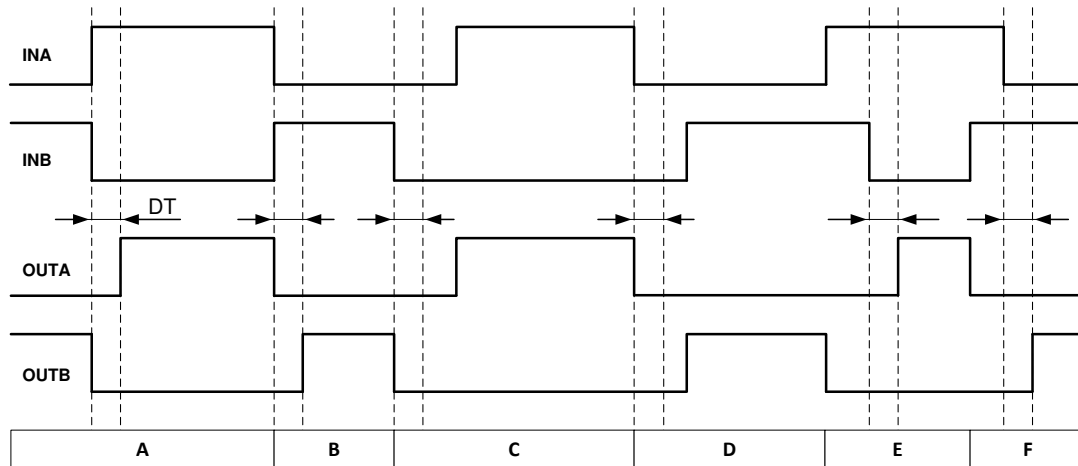 INA
INB
DT
OUTA
OUTB
A B C D E F